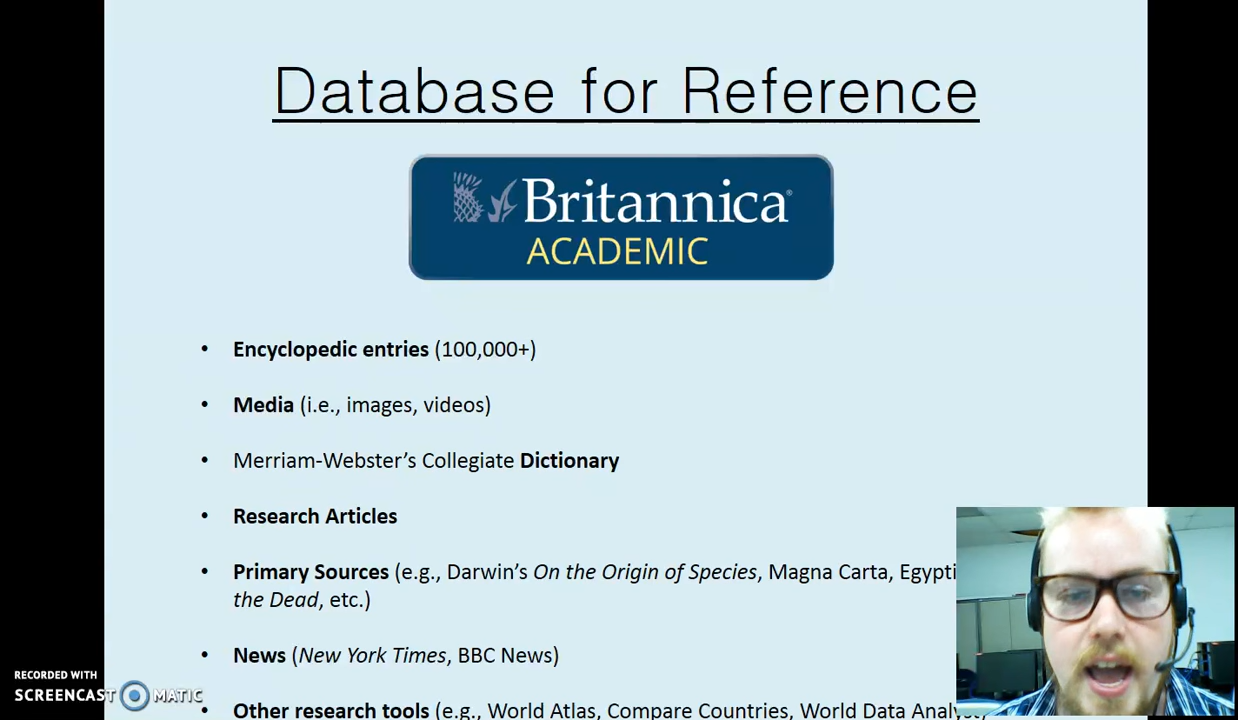 Database for Reference
Britannica®
ACADEMIC
• Encyclopedic entries (100,000+)
• Media (i.e., images, videos)
• Merriam-Webster’s Collegiate Dictionary
• Research Articles
• Primary Sources (e.g., Darwin’s On the Origin of Species, Magna Carta,
the Dead, etc.)
• News (New York Times, BBC News)
• Other research tools (e.g., World Atlas, Compare Countries, World Data
RECORDED WITH
SCREENCAST MATIC